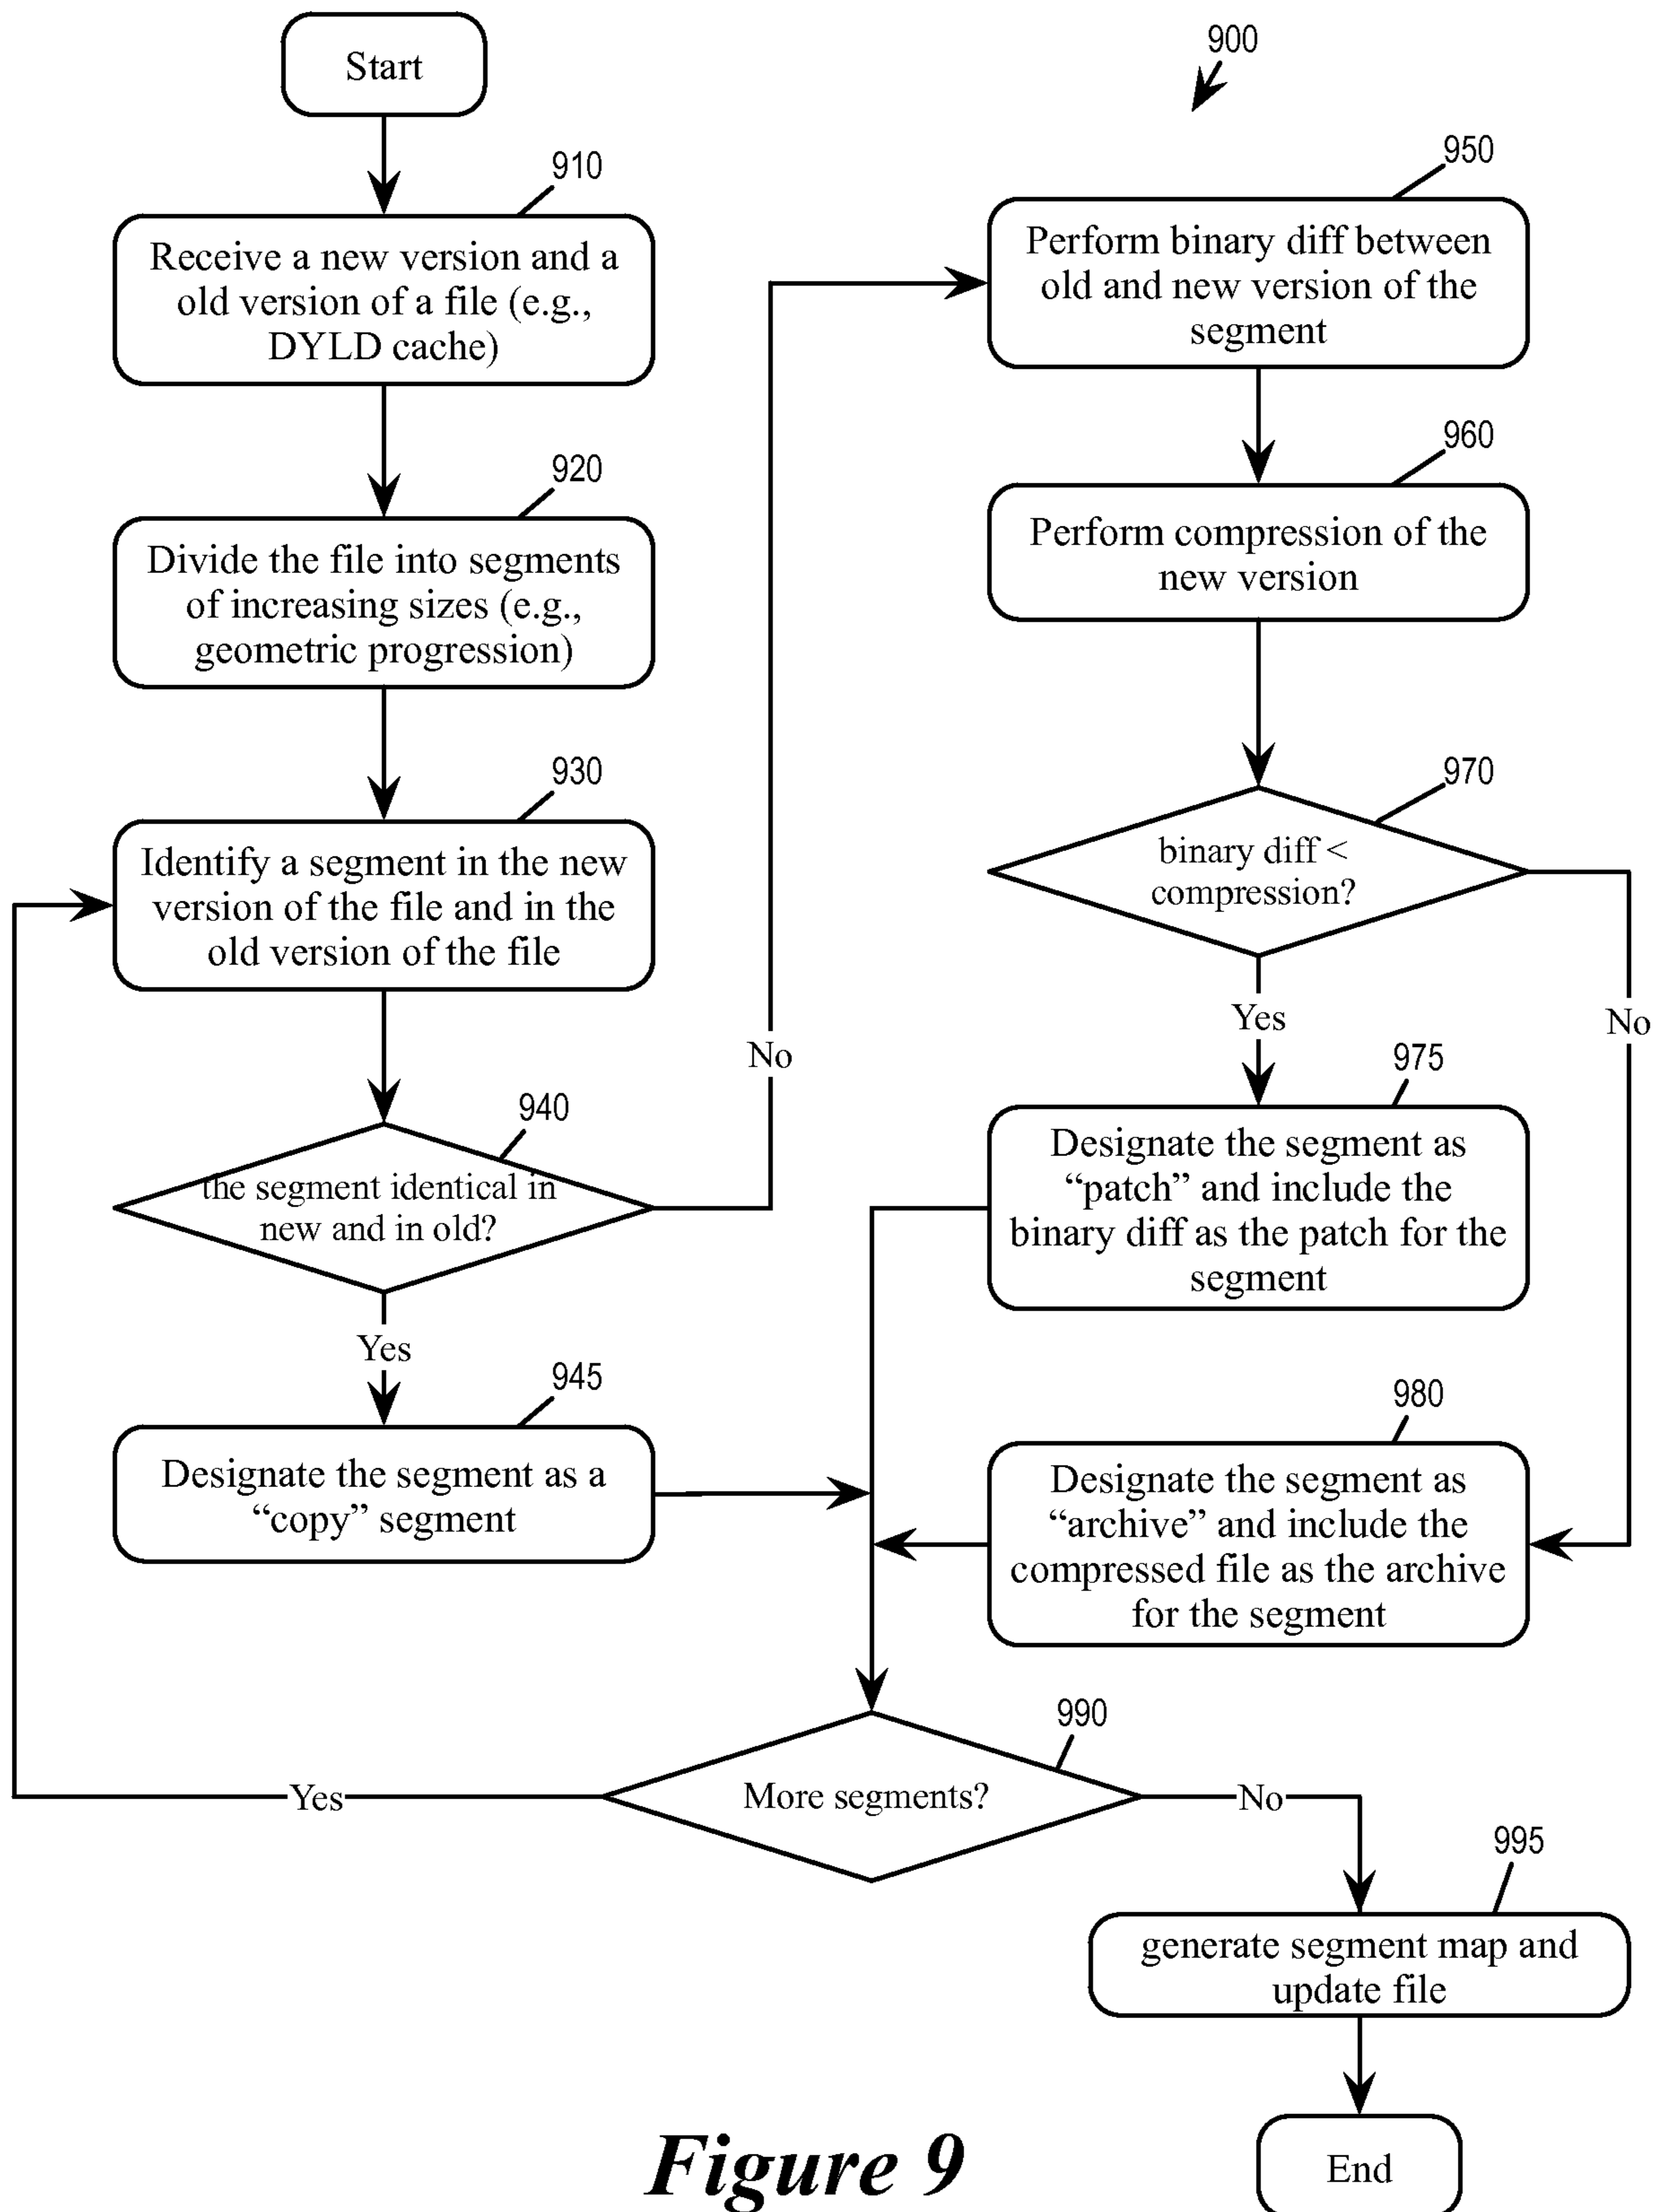 Start
900
910
Receive a new version and a
old version of a file (e.g.,
DYLD cache)
920
Divide the file into segments
of increasing sizes (e.g.,
geometric progression)
930
Identify a segment in the new
version of the file and in the
old version of the file
940
the segment identical in
new and in old?
No
Yes
945
Designate the segment as a
“copy” segment
950
Perform binary diff between
old and new version of the
segment
960
Perform compression of the
new version
970
binary diff <
compression?
Yes
No
975
Designate the segment as
“patch” and include the
binary diff as the patch for the
segment
980
Designate the segment as
“archive” and include the
compressed file as the archive
for the segment
990
More segments?
Yes
No
995
generate segment map and
update file
End
Figure 9